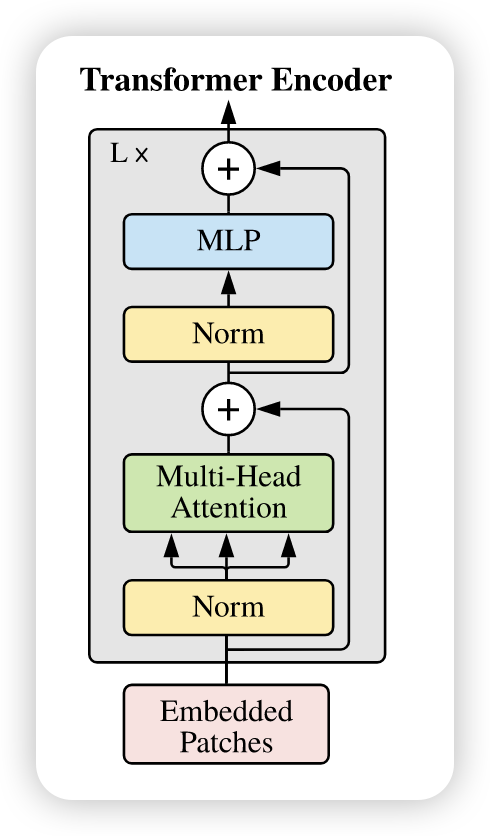 Transformer Encoder
L ×
+
MLP
Norm
+
Multi-Head
Attention
Norm
Embedded
Patches